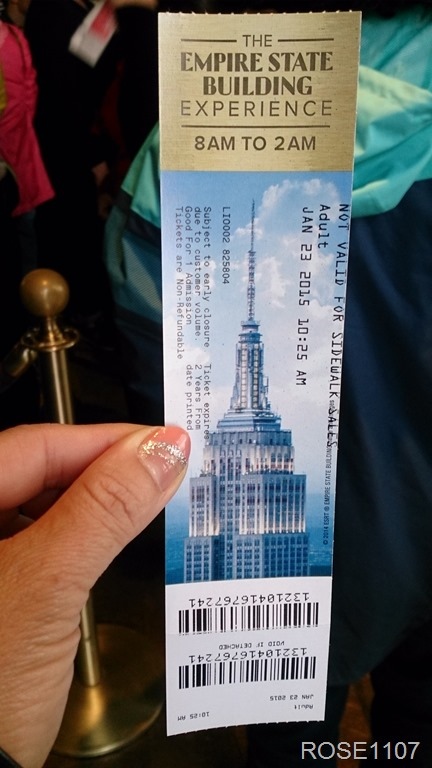 THE
EMPIRE STATE
BUILDING
EXPERIENCE
8AM TO 2AM
NOT VALID FOR SIDEWALK SALES
Adult
JAN 23 2015 10:25 AM
LI0002 825804
Subject to early closure
due to customer volume.
Good For 1 Admission
Tickets are Non-Refundable
Ticket expires
2 Years From
date printed
13210416767241
VOID IF DETACHED
13210416767241
Adult
JAN 23 2015
10:25 AM
ROSE1107